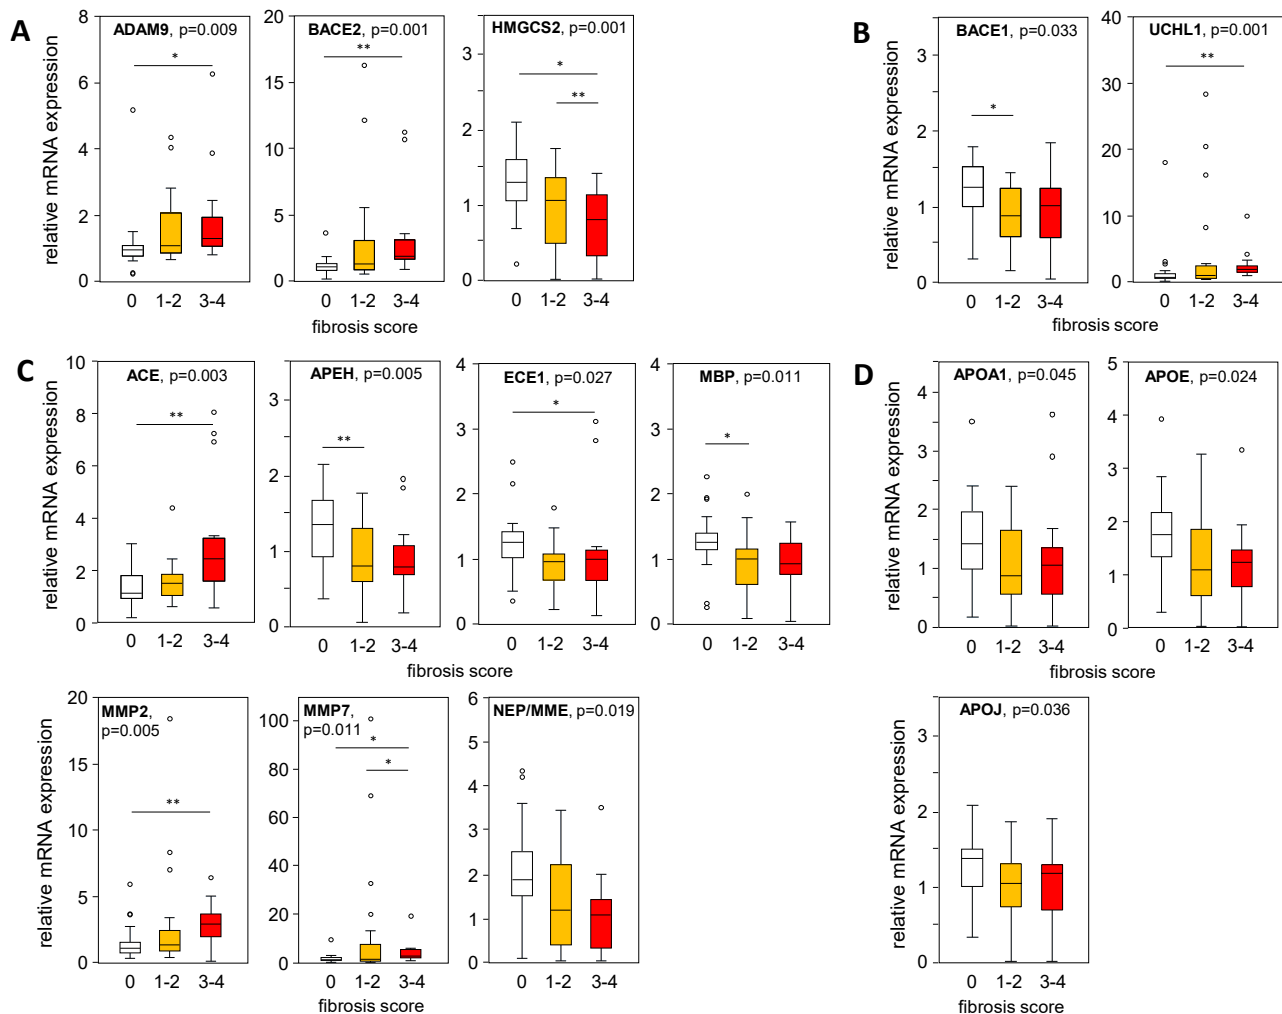 A
ADAM9, p=0.009
BACE2, p=0.001
HMGCS2, p=0.001
relative mRNA expression
8
6
4
2
0
*
20
15
10
5
0
**
3
2
1
0
*
**
0 1-2 3-4
0 1-2 3-4
0 1-2 3-4
fibrosis score
B
BACE1, p=0.033
UCHL1, p=0.001
relative mRNA expression
3
2
1
0
*
40
30
20
10
0
**
0 1-2 3-4
0 1-2 3-4
fibrosis score
C
ACE, p=0.003
APEH, p=0.005
ECE1, p=0.027
MBP, p=0.011
relative mRNA expression
10
8
6
4
2
0
**
3
2
1
0
**
4
3
2
1
0
*
4
3
2
1
0
*
0 1-2 3-4
0 1-2 3-4
0 1-2 3-4
0 1-2 3-4
fibrosis score
MMP2,
p=0.005
MMP7,
p=0.011
NEP/MME, p=0.019
relative mRNA expression
20
15
10
5
0
**
100
80
60
40
20
0
*
*
6
5
4
3
2
1
0
0 1-2 3-4
0 1-2 3-4
0 1-2 3-4
fibrosis score
D
APOA1, p=0.045
APOE, p=0.024
relative mRNA expression
4
3
2
1
0
5
4
3
2
1
0
0 1-2 3-4
0 1-2 3-4
fibrosis score
APOJ, p=0.036
relative mRNA expression
3
2
1
0
0 1-2 3-4
fibrosis score